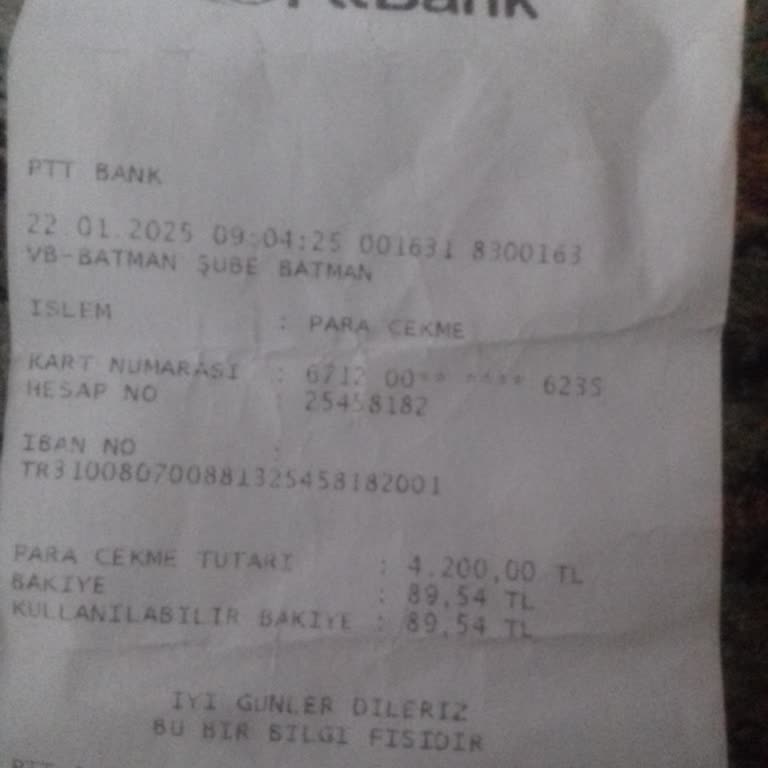 PttBank
PTT BANK
22.01.2025 09:04:25 001631 8300163
VB-BATMAN ŞUBE BATMAN
ISLEM : PARA CEKME
KART NUMARASI : 6712 00** **** 6235
HESAP NO : 25458182
IBAN NO :
TR310080700881325458182001
PARA CEKME TUTARI : 4.200,00 TL
BAKIYE : 89,54 TL
KULLANILABILIR BAKIYE : 89,54 TL
IYI GUNLER DILERIZ
BU BIR BILGI FISIDIR